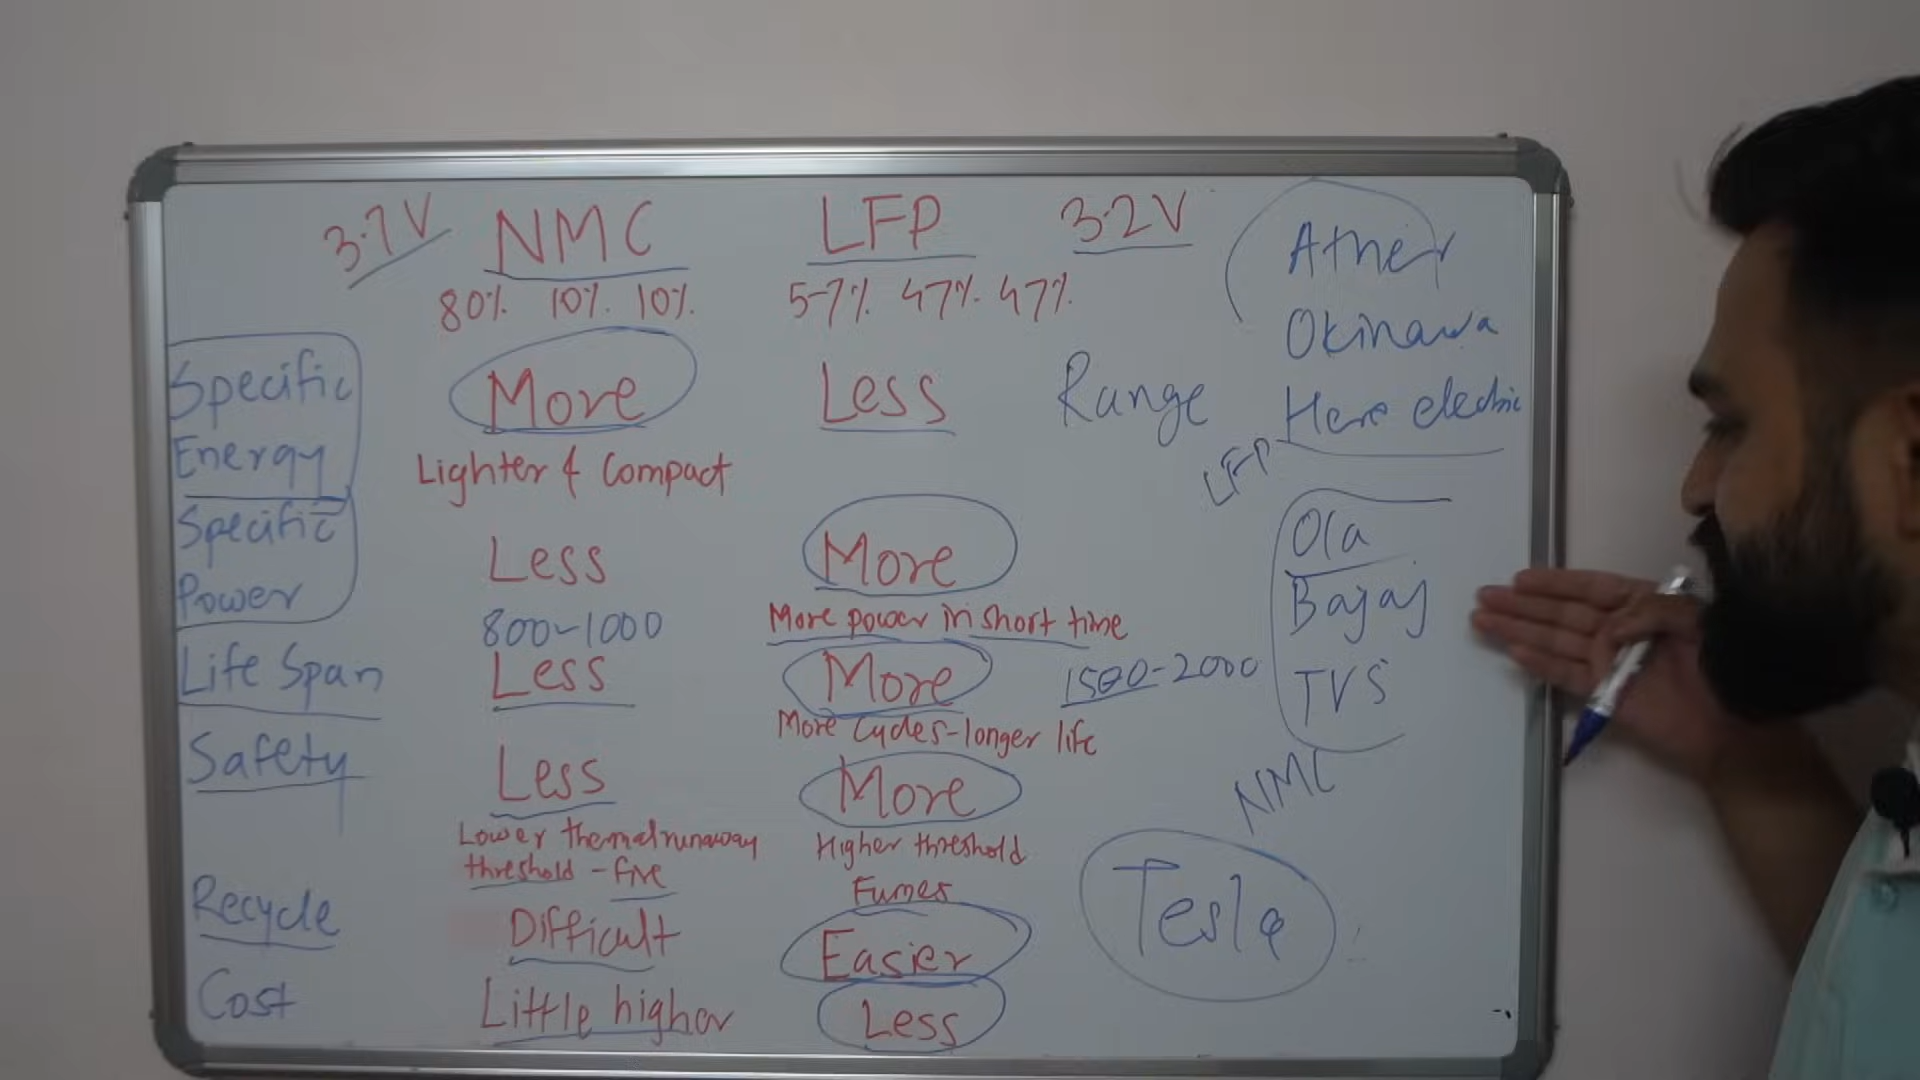 3.7V NMC LFP 3.2V
80% 10% 10% 5-7% 47% 47%
Specific Energy More Less Range
Lighter & Compact
Specific Power Less More
800-1000 More power in short time
Life Span Less More 1500-2000
More Cycles-longer life
Safety Less More
Lower thermal runaway Higher threshold
threshold - fire Fumes
Recycle Difficult Easier
Cost Little higher Less
Ather
Okinawa
Hero electric
LFP
Ola
Bajaj
TVS
NMC
Tesla